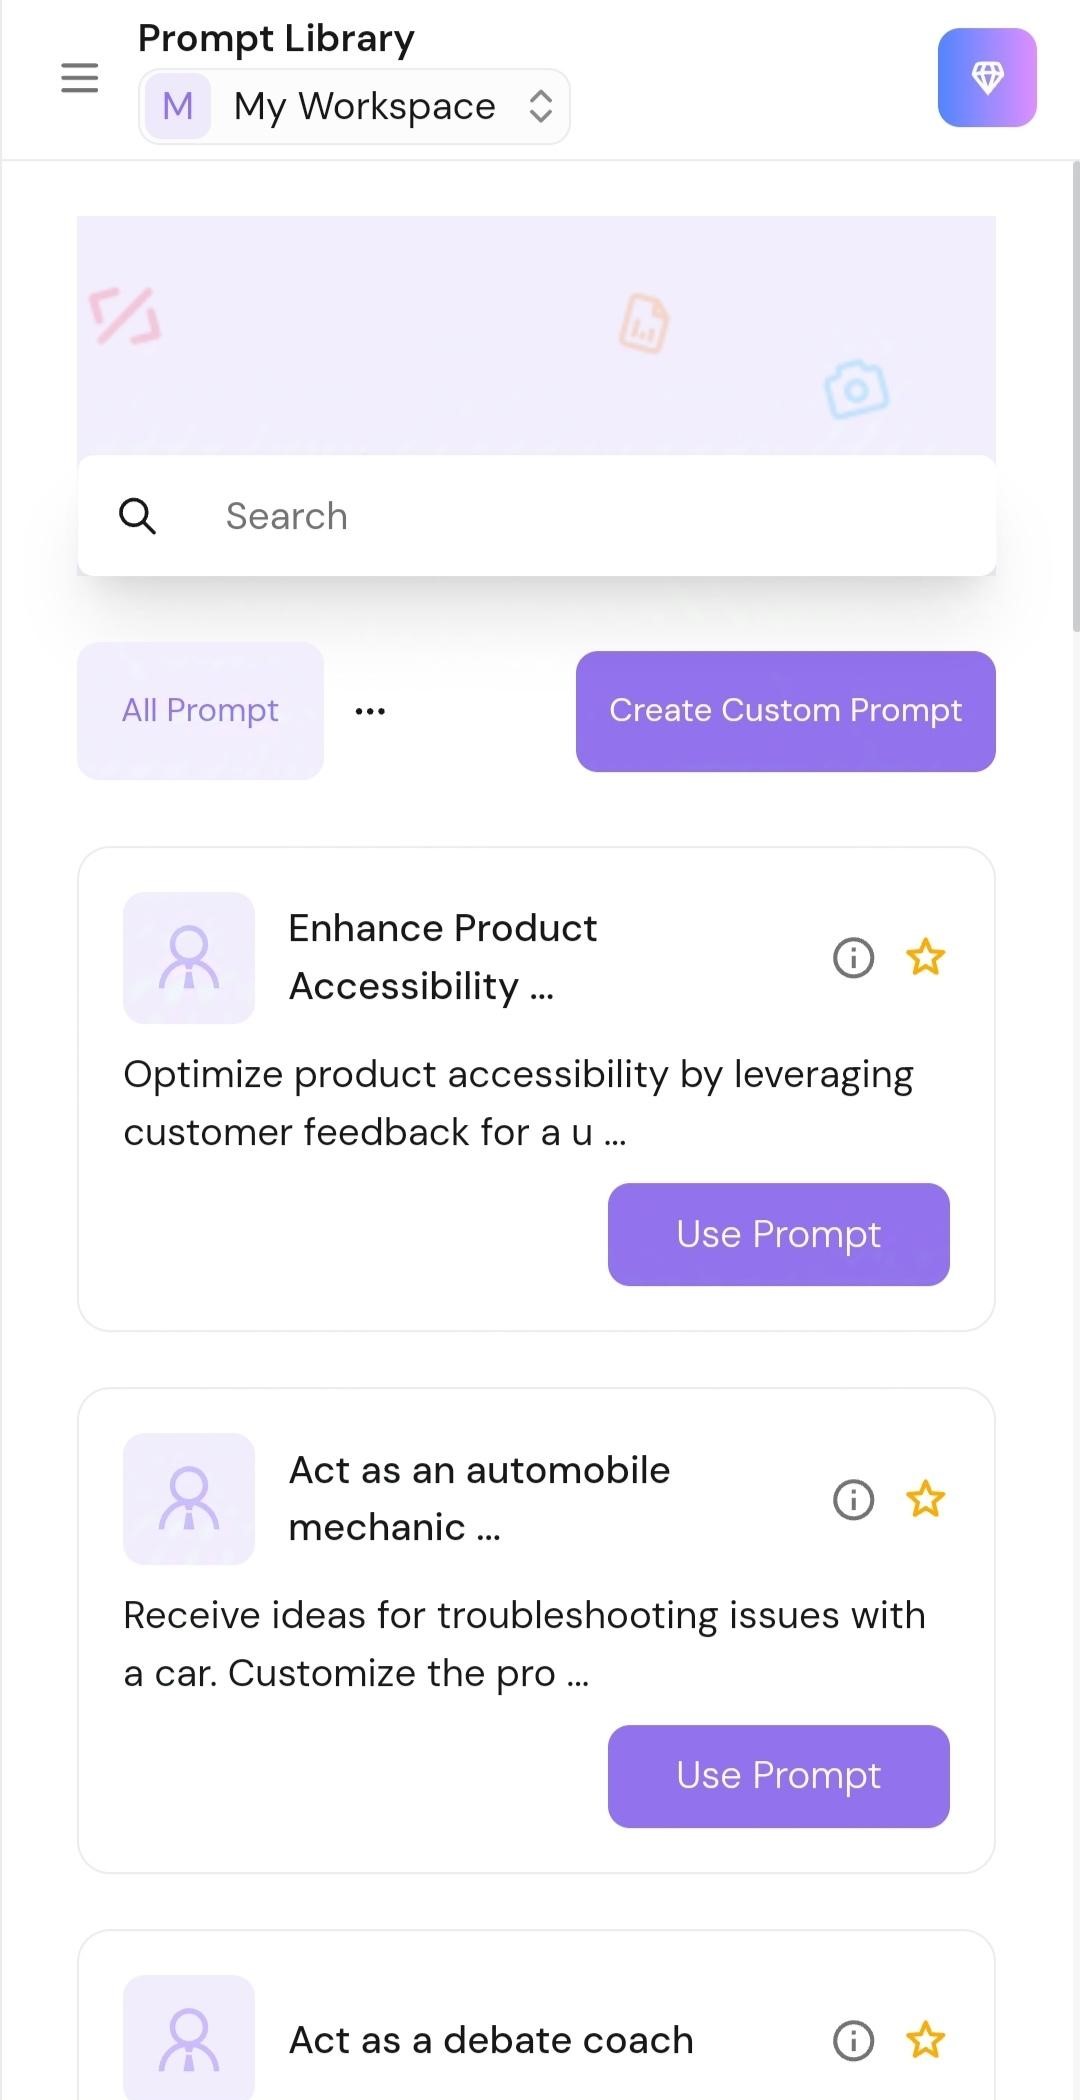 Prompt Library
M My Workspace
Search
All Prompt ... Create Custom Prompt
Enhance Product
Accessibility ...
Optimize product accessibility by leveraging
customer feedback for a u ...
Use Prompt
Act as an automobile
mechanic ...
Receive ideas for troubleshooting issues with
a car. Customize the pro ...
Use Prompt
Act as a debate coach